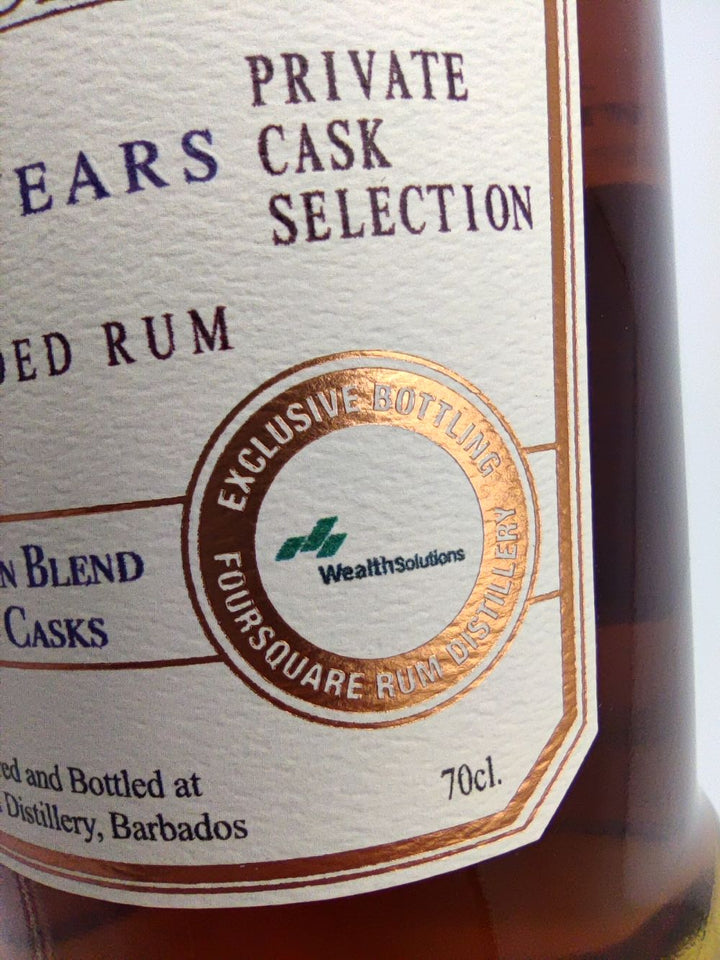 PRIVATE
CASK
SELECTION
YEARS
DED RUM
EXCLUSIVE BOTTLING
WealthSolutions
FOURSQUARE RUM DISTILLERY
N BLEND
CASKS
ed and Bottled at
Distillery, Barbados
70cl.